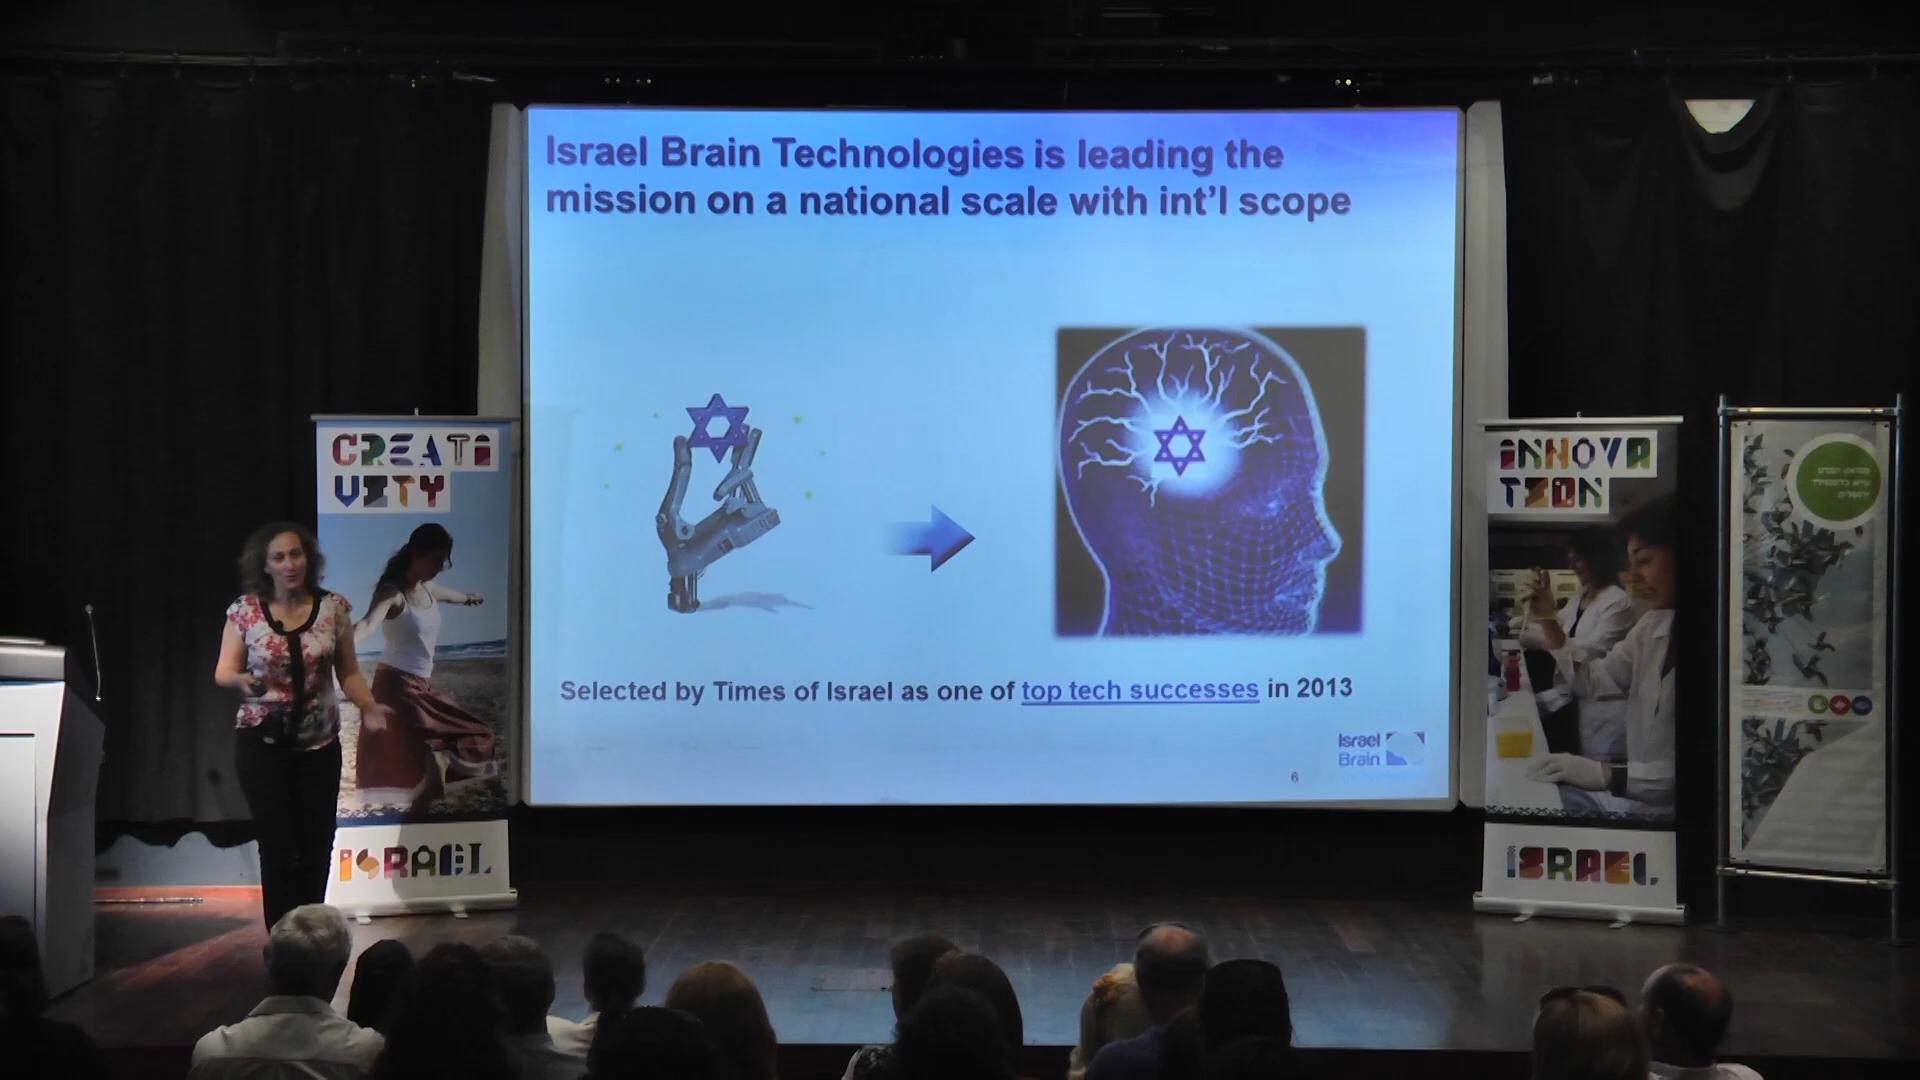 Israel Brain Technologies is leading the
mission on a national scale with int'l scope
Selected by Times of Israel as one of top tech successes in 2013
Israel
Brain
6
CREATI
VITY
ISRAEL
INNOVA
TION
ISRAEL